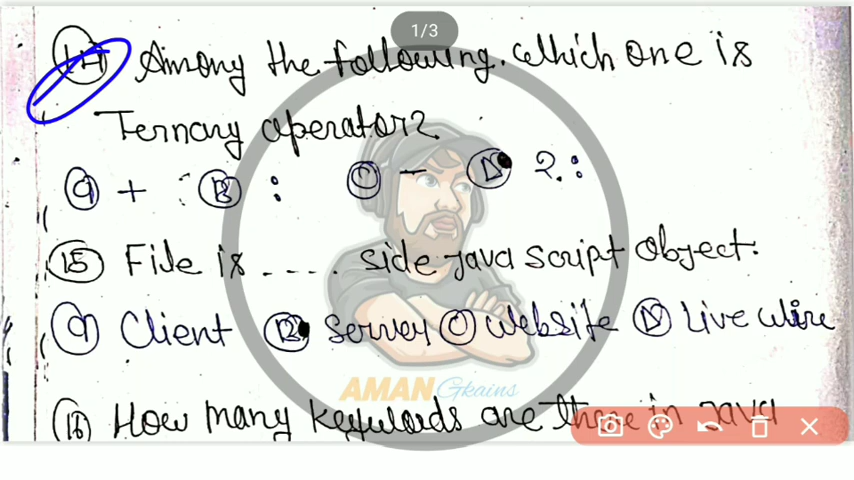 1/3
14 Among the following. Which one is
Ternary operator?
a + B : C - D ?:
15 File is .... side java script object.
a Client B server C website D Live wire
AMAN Gkains
16 How many keywords are there in Java